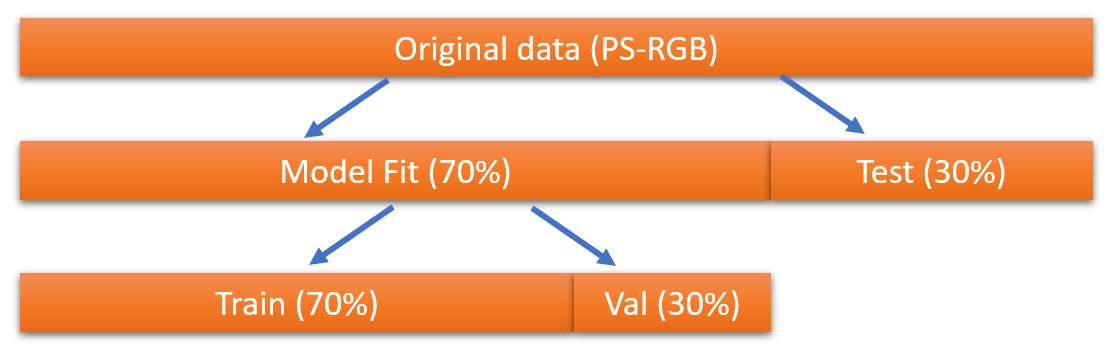 Original data (PS-RGB)
Model Fit (70%)
Test (30%)
Train (70%)
Val (30%)